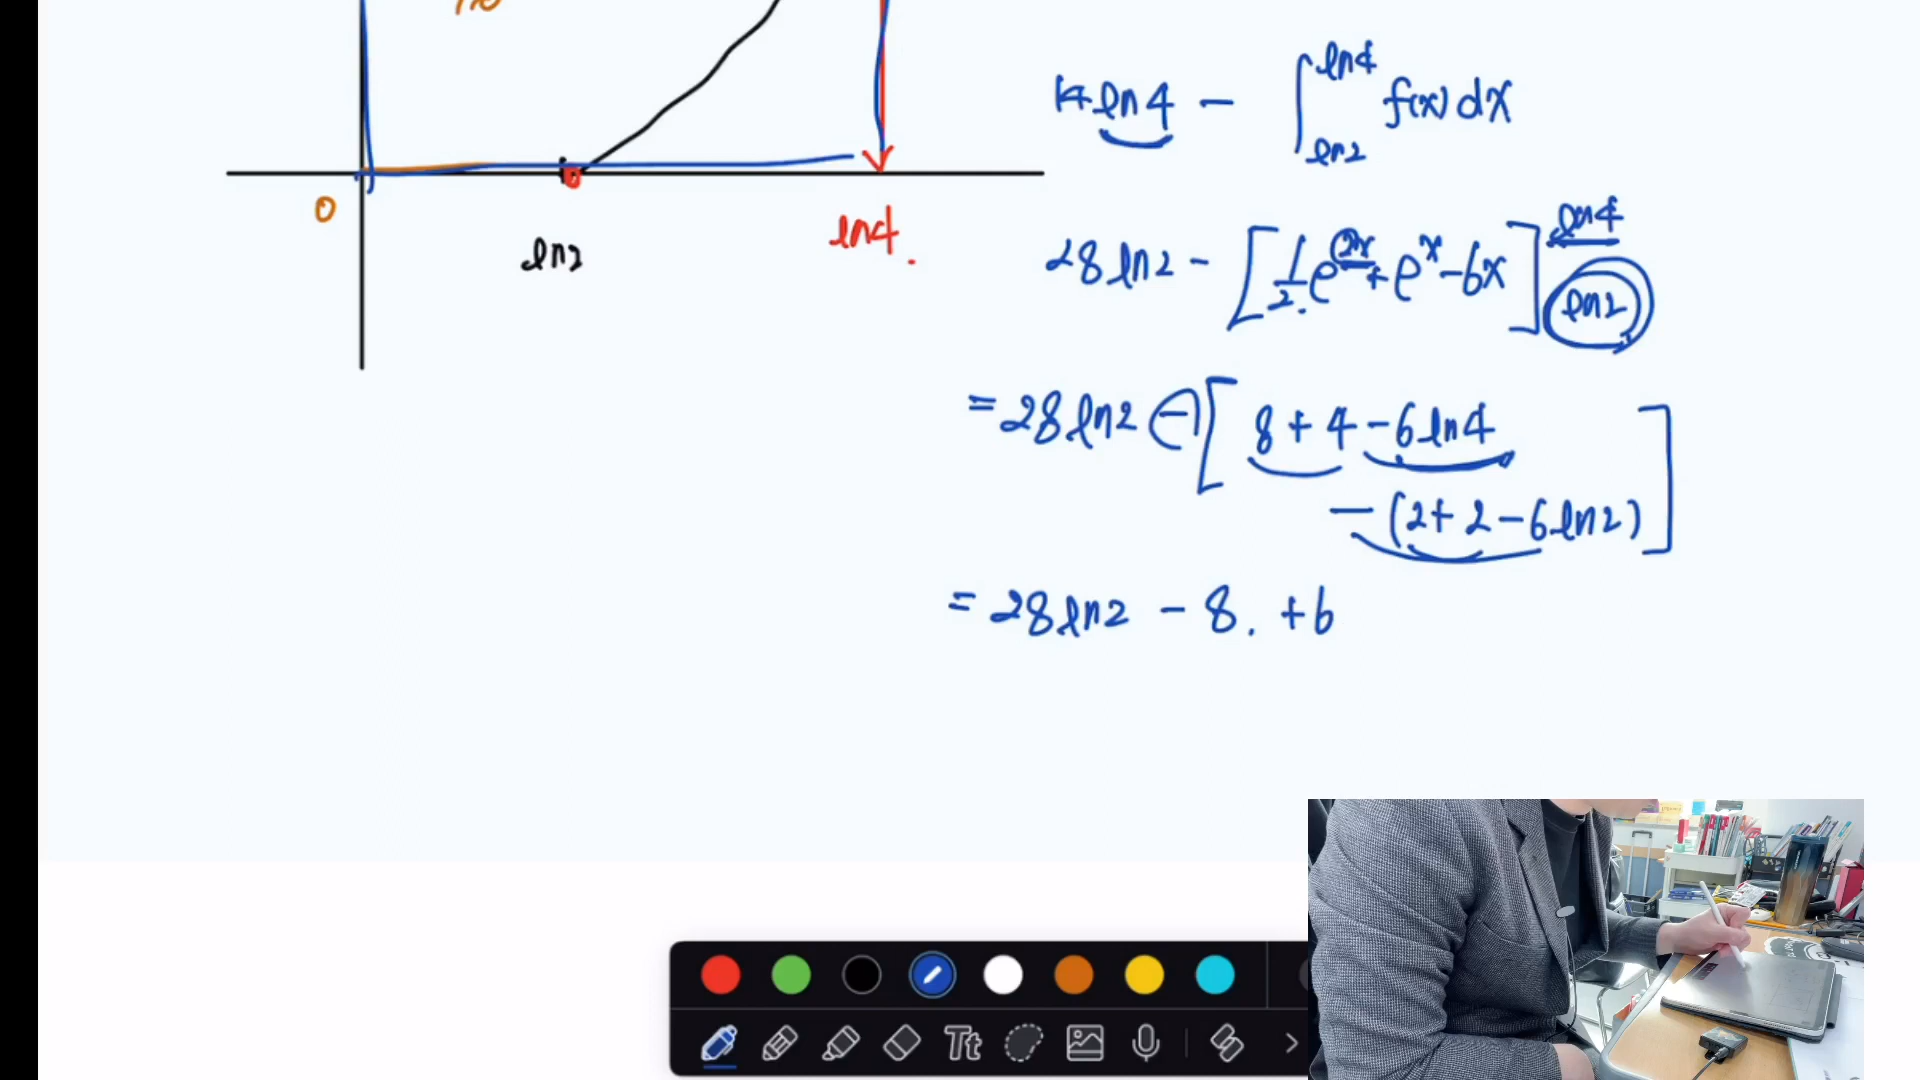 14 ln4 - ∫_{ln2}^{ln4} f(x) dx
0
ln2
ln4 .
28 ln2 - [ 1/2 e^{2x} + e^x - 6x ]_{ln2}^{ln4}
= 28 ln2 - [ 8 + 4 - 6 ln4
- (2 + 2 - 6 ln2) ]
= 28 ln2 - 8 . + 6
Tt